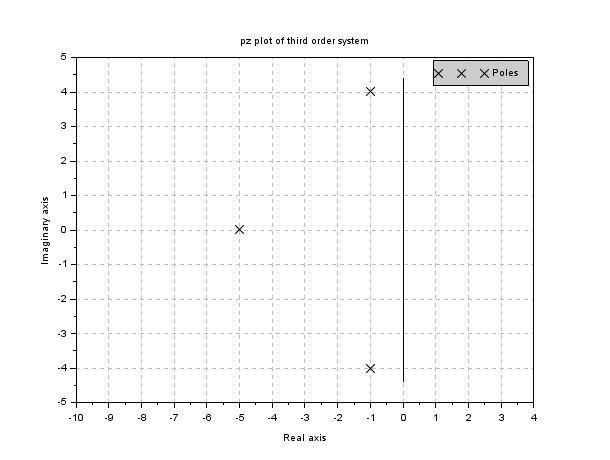 pz plot of third order system
Poles
5
4
3
2
1
0
-1
-2
-3
-4
-5
Imaginary axis
-10 -9 -8 -7 -6 -5 -4 -3 -2 -1 0 1 2 3 4
Real axis